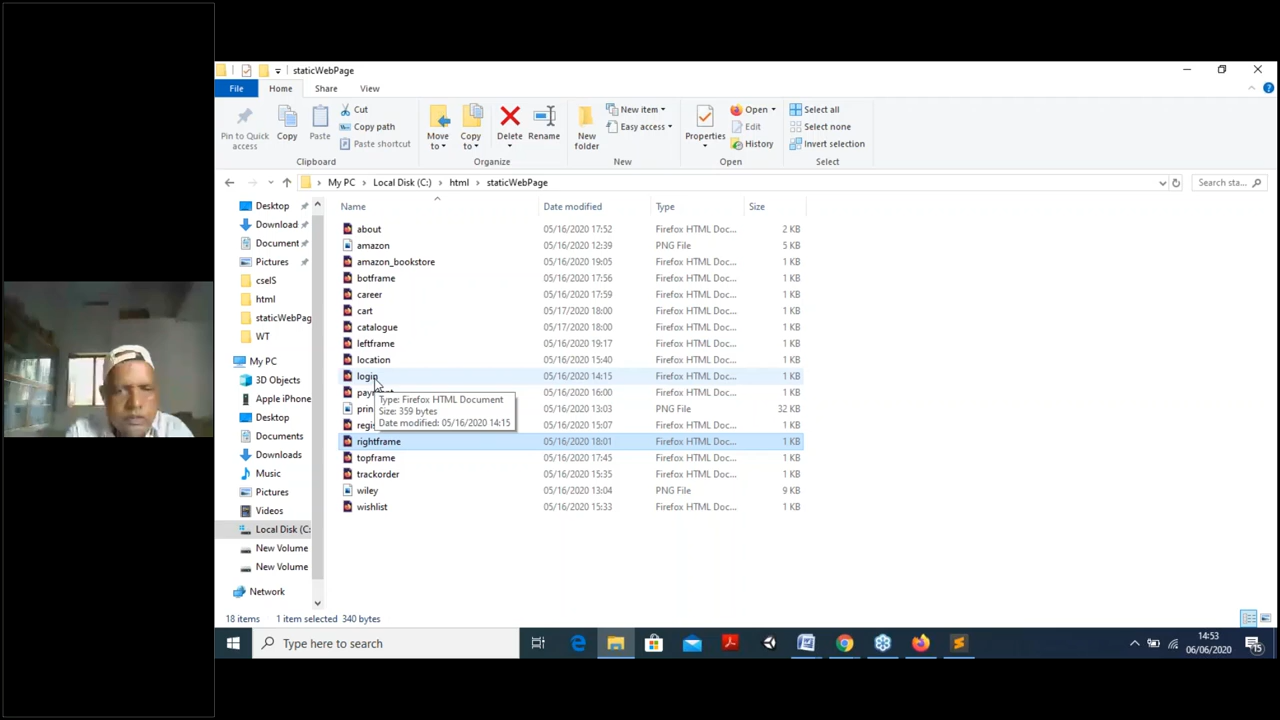 staticWebPage
File Home Share View
Pin to Quick access
Copy
Paste
Cut
Copy path
Paste shortcut
Clipboard
Move to
Copy to
Delete
Rename
Organize
New folder
New item
Easy access
New
Properties
Open
Edit
History
Open
Select all
Select none
Invert selection
Select
My PC Local Disk (C:) html staticWebPage Search sta...
Desktop
Download
Document
Pictures
cseIS
html
staticWebPag
WT
My PC
3D Objects
Apple iPhone
Desktop
Documents
Downloads
Music
Pictures
Videos
Local Disk (C:
New Volume
New Volume
Network
Name Date modified Type Size
about 05/16/2020 17:52 Firefox HTML Doc... 2 KB
amazon 05/16/2020 12:39 PNG File 5 KB
amazon_bookstore 05/16/2020 19:05 Firefox HTML Doc... 1 KB
botframe 05/16/2020 17:56 Firefox HTML Doc... 1 KB
career 05/16/2020 17:59 Firefox HTML Doc... 1 KB
cart 05/17/2020 18:00 Firefox HTML Doc... 1 KB
catalogue 05/17/2020 18:00 Firefox HTML Doc... 1 KB
leftframe 05/16/2020 19:17 Firefox HTML Doc... 1 KB
location 05/16/2020 15:40 Firefox HTML Doc... 1 KB
login 05/16/2020 14:15 Firefox HTML Doc... 1 KB
05/16/2020 16:00 Firefox HTML Doc... 1 KB
prin 05/16/2020 13:03 PNG File 32 KB
regi 05/16/2020 15:07 Firefox HTML Doc... 1 KB
rightframe 05/16/2020 18:01 Firefox HTML Doc... 1 KB
topframe 05/16/2020 17:45 Firefox HTML Doc... 1 KB
trackorder 05/16/2020 15:35 Firefox HTML Doc... 1 KB
wiley 05/16/2020 13:04 PNG File 9 KB
wishlist 05/16/2020 15:33 Firefox HTML Doc... 1 KB
Type: Firefox HTML Document
Size: 359 bytes
Date modified: 05/16/2020 14:15
18 items 1 item selected 340 bytes
Type here to search
14:53
06/06/2020
15